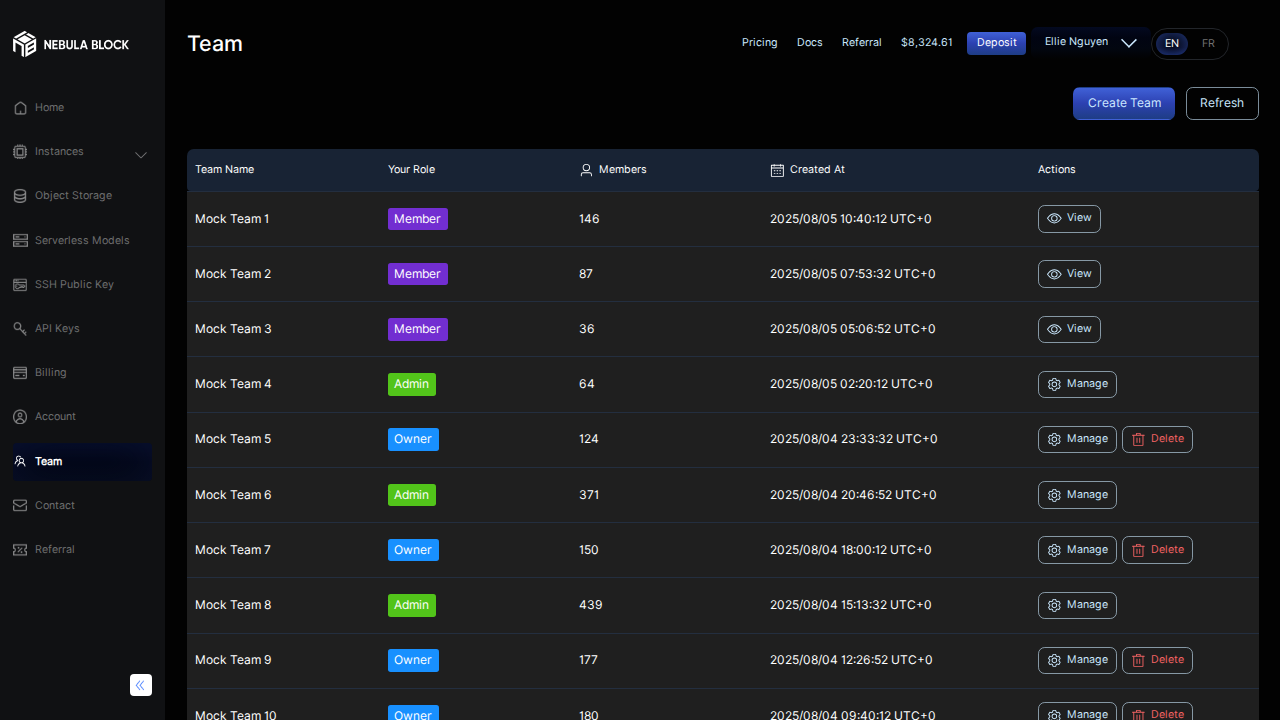 NEBULA BLOCK
Team
Pricing Docs Referral $8,324.61 Deposit Ellie Nguyen EN FR
Create Team Refresh
Home
Instances
Object Storage
Serverless Models
SSH Public Key
API Keys
Billing
Account
Team
Contact
Referral
Team Name Your Role Members Created At Actions
Mock Team 1 Member 146 2025/08/05 10:40:12 UTC+0 View
Mock Team 2 Member 87 2025/08/05 07:53:32 UTC+0 View
Mock Team 3 Member 36 2025/08/05 05:06:52 UTC+0 View
Mock Team 4 Admin 64 2025/08/05 02:20:12 UTC+0 Manage
Mock Team 5 Owner 124 2025/08/04 23:33:32 UTC+0 Manage Delete
Mock Team 6 Admin 371 2025/08/04 20:46:52 UTC+0 Manage
Mock Team 7 Owner 150 2025/08/04 18:00:12 UTC+0 Manage Delete
Mock Team 8 Admin 439 2025/08/04 15:13:32 UTC+0 Manage
Mock Team 9 Owner 177 2025/08/04 12:26:52 UTC+0 Manage Delete
Mock Team 10 Owner 180 2025/08/04 09:40:12 UTC+0 Manage Delete